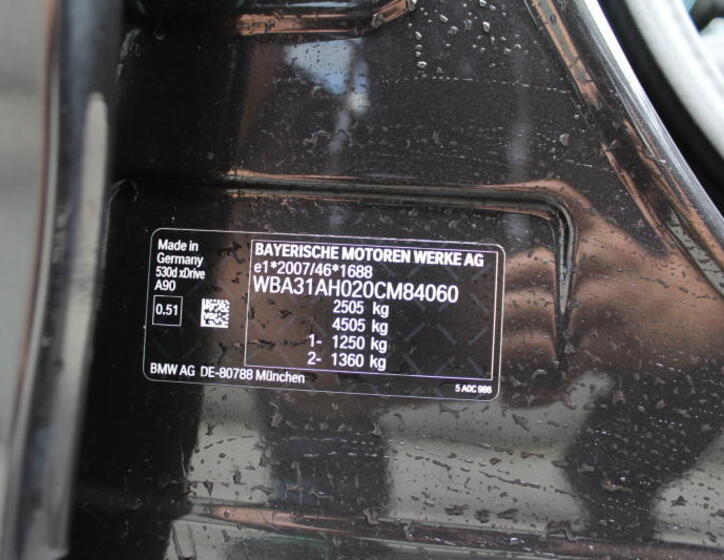 Made in
Germany
530d xDrive
A90
0.51
BAYERISCHE MOTOREN WERKE AG
e1*2007/46*1688
WBA31AH020CM84060
2505 kg
4505 kg
1- 1250 kg
2- 1360 kg
BMW AG DE-80788 München
5 A0C 986